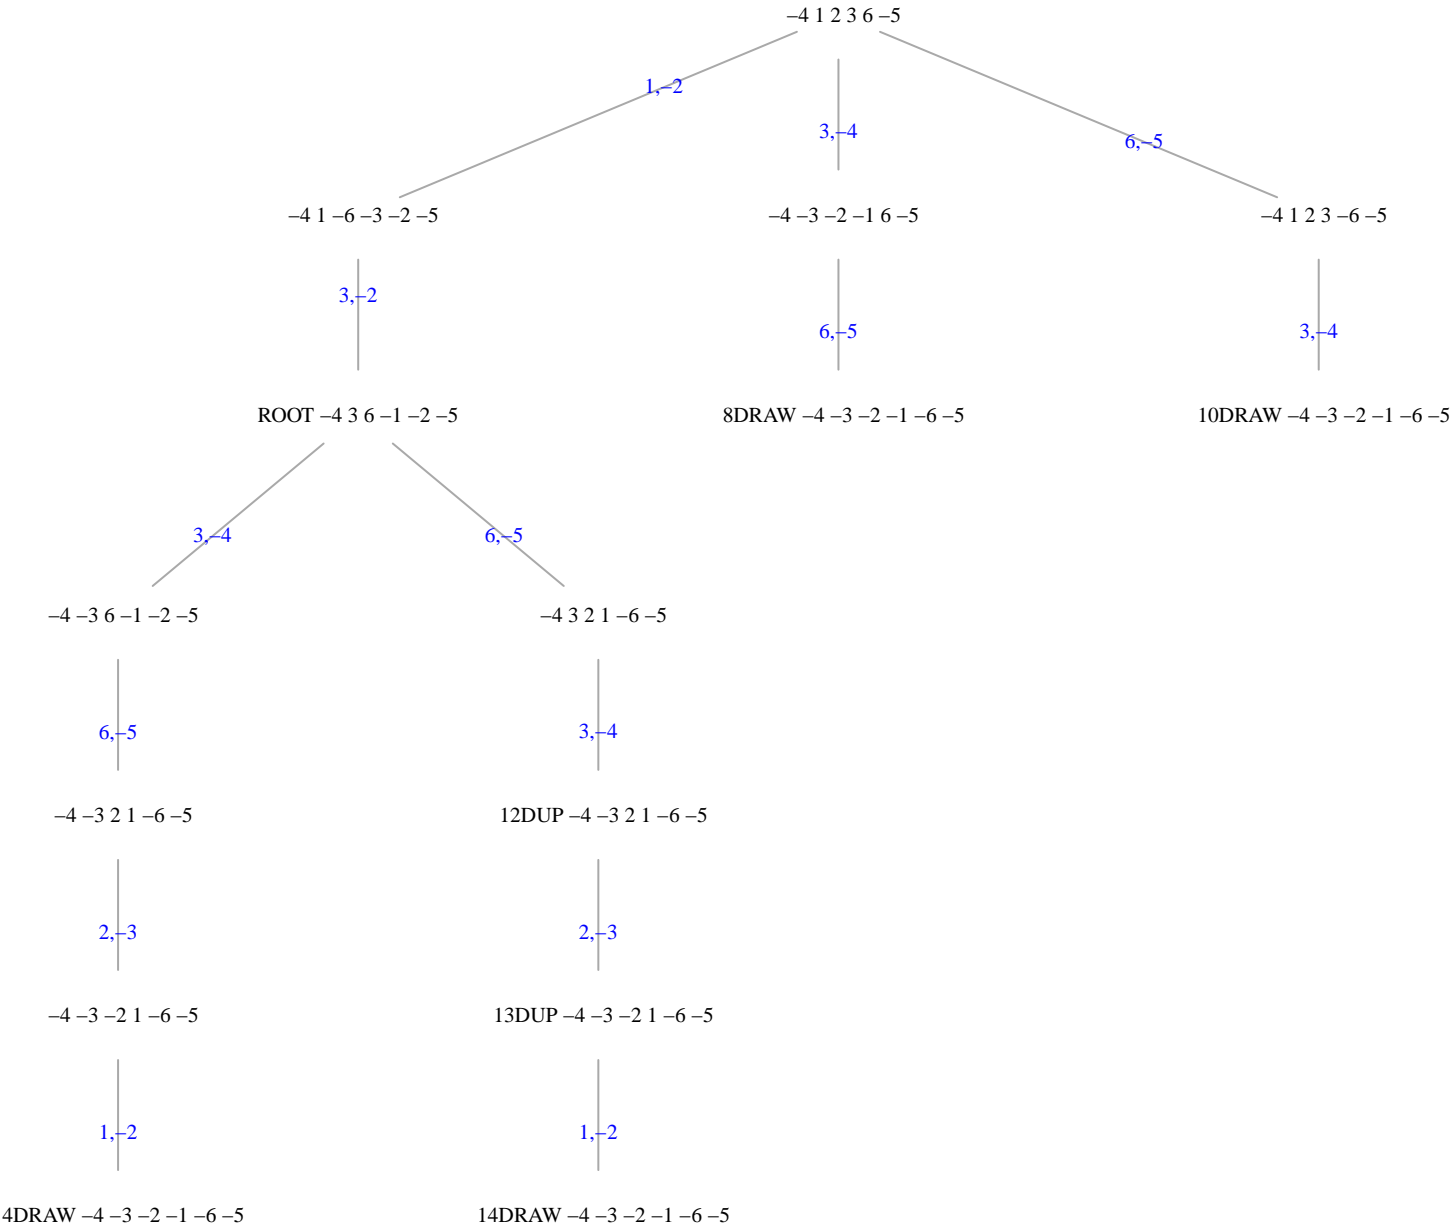 –4 1 2 3 6 –5
1,–2
3,–4
6,–5
–4 1 –6 –3 –2 –5
–4 –3 –2 –1 6 –5
–4 1 2 3 –6 –5
3,–2
6,–5
3,–4
ROOT –4 3 6 –1 –2 –5
8DRAW –4 –3 –2 –1 –6 –5
10DRAW –4 –3 –2 –1 –6 –5
3,–4
6,–5
–4 –3 6 –1 –2 –5
–4 3 2 1 –6 –5
6,–5
3,–4
–4 –3 2 1 –6 –5
12DUP –4 –3 2 1 –6 –5
2,–3
2,–3
–4 –3 –2 1 –6 –5
13DUP –4 –3 –2 1 –6 –5
1,–2
1,–2
4DRAW –4 –3 –2 –1 –6 –5
14DRAW –4 –3 –2 –1 –6 –5